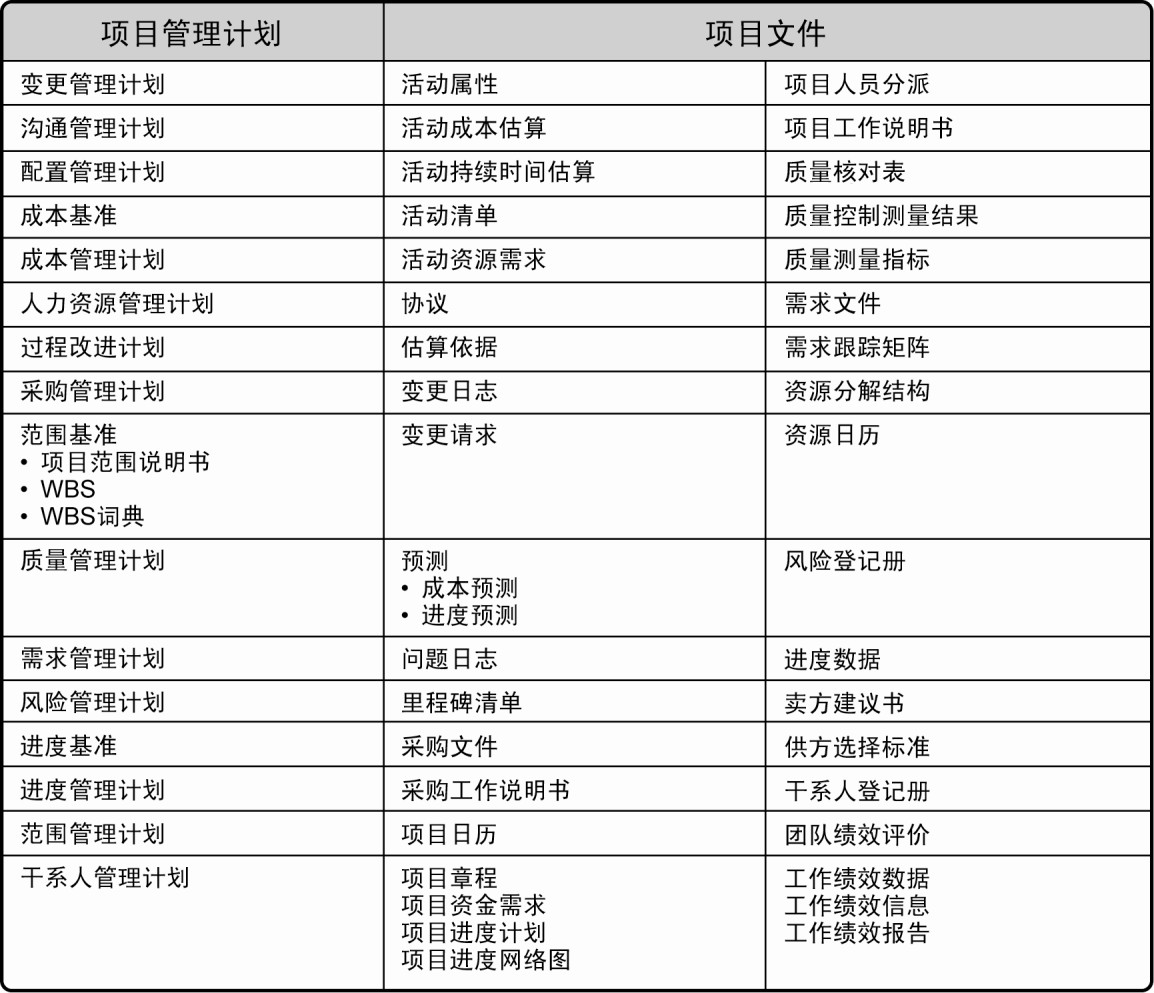 项目管理计划 项目文件
变更管理计划 活动属性 项目人员分派
沟通管理计划 活动成本估算 项目工作说明书
配置管理计划 活动持续时间估算 质量核对表
成本基准 活动清单 质量控制测量结果
成本管理计划 活动资源需求 质量测量指标
人力资源管理计划 协议 需求文件
过程改进计划 估算依据 需求跟踪矩阵
采购管理计划 变更日志 资源分解结构
范围基准 变更请求 资源日历
• 项目范围说明书
• WBS
• WBS词典
质量管理计划 预测 风险登记册
• 成本预测
• 进度预测
需求管理计划 问题日志 进度数据
风险管理计划 里程碑清单 卖方建议书
进度基准 采购文件 供方选择标准
进度管理计划 采购工作说明书 干系人登记册
范围管理计划 项目日历 团队绩效评价
干系人管理计划 项目章程 工作绩效数据
项目资金需求 工作绩效信息
项目进度计划 工作绩效报告
项目进度网络图